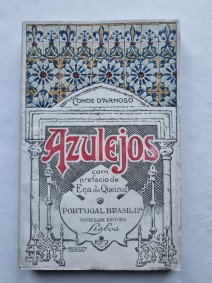 CONDE D'ARNOSO
Azulejos
com
prefacio de
Eça de Queiroz
PORTUGAL-BRASIL Lda
SOCIEDADE EDITORA
Lisboa